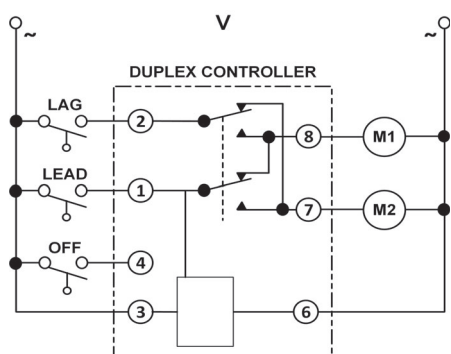 V
~ ~
DUPLEX CONTROLLER
LAG 2 8 M1
LEAD 1 7 M2
OFF 4
3 6